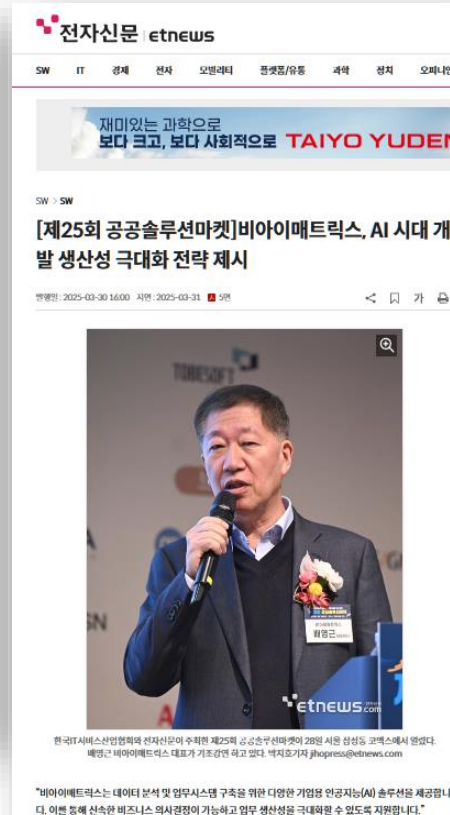 전자신문 etnews
SW IT 경제 전자 모빌리티 플랫폼/유통 과학 정치 오피니언
재미있는 과학으로
보다 크고, 보다 사회적으로 TAIYO YUDEN
SW > SW
[제25회 공공솔루션마켓]비아이매트릭스, AI 시대 개
발 생산성 극대화 전략 제시
발행일 : 2025-03-30 16:00 지면 : 2025-03-31 5면
가
TOBESOFT
배영근
etnews.com
한국IT서비스산업협회와 전자신문이 주최한 제25회 공공솔루션마켓이 28일 서울 삼성동 코엑스에서 열렸다.
배영근 비아이매트릭스 대표가 기조강연 하고 있다. 박지호기자 jihopress@etnews.com
"비아이매트릭스는 데이터 분석 및 업무시스템 구축을 위한 다양한 기업용 인공지능(AI) 솔루션을 제공합니
다. 이를 통해 신속한 비즈니스 의사결정이 가능하고 업무 생산성을 극대화할 수 있도록 지원합니다."